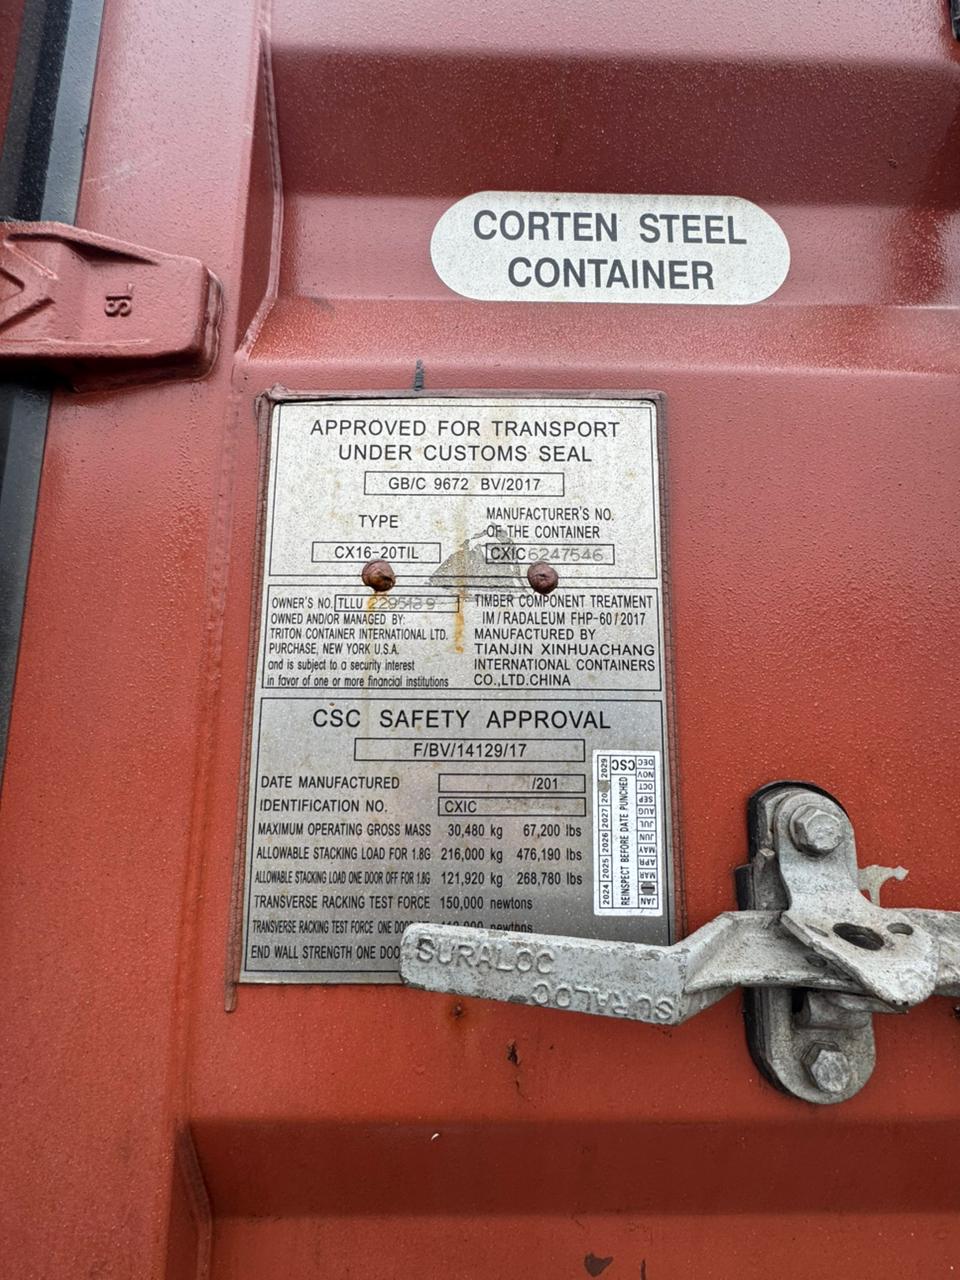 CORTEN STEEL
CONTAINER
SL
APPROVED FOR TRANSPORT
UNDER CUSTOMS SEAL
GB/C 9672 BV/2017
TYPE
MANUFACTURER'S NO.
OF THE CONTAINER
CX16-20TIL
CXIC 6247546
OWNER'S NO. TLLU
OWNED AND/OR MANAGED BY:
TRITON CONTAINER INTERNATIONAL LTD.
PURCHASE, NEW YORK U.S.A.
and is subject to a security interest
in favor of one or more financial institutions
TIMBER COMPONENT TREATMENT
IM/RADALEUM FHP-60/2017
MANUFACTURED BY
TIANJIN XINHUACHANG
INTERNATIONAL CONTAINERS
CO.,LTD.CHINA
CSC SAFETY APPROVAL
F/BV/14129/17
DATE MANUFACTURED /201
IDENTIFICATION NO. CXIC
MAXIMUM OPERATING GROSS MASS 30,480 kg 67,200 lbs
ALLOWABLE STACKING LOAD FOR 1.8G 216,000 kg 476,190 lbs
ALLOWABLE STACKING LOAD ONE DOOR OFF FOR 1.8G 121,920 kg 268,780 lbs
TRANSVERSE RACKING TEST FORCE 150,000 newtons
TRANSVERSE RACKING TEST FORCE ONE newtons
END WALL STRENGTH ONE
2024 2025 2026 2027 2029
REINSPECT BEFORE DATE PUNCHED
CSC
JAN MAR APR MAY JUN JUL AUG SEP OCT NOV DEC
SURALOC
SURALOC